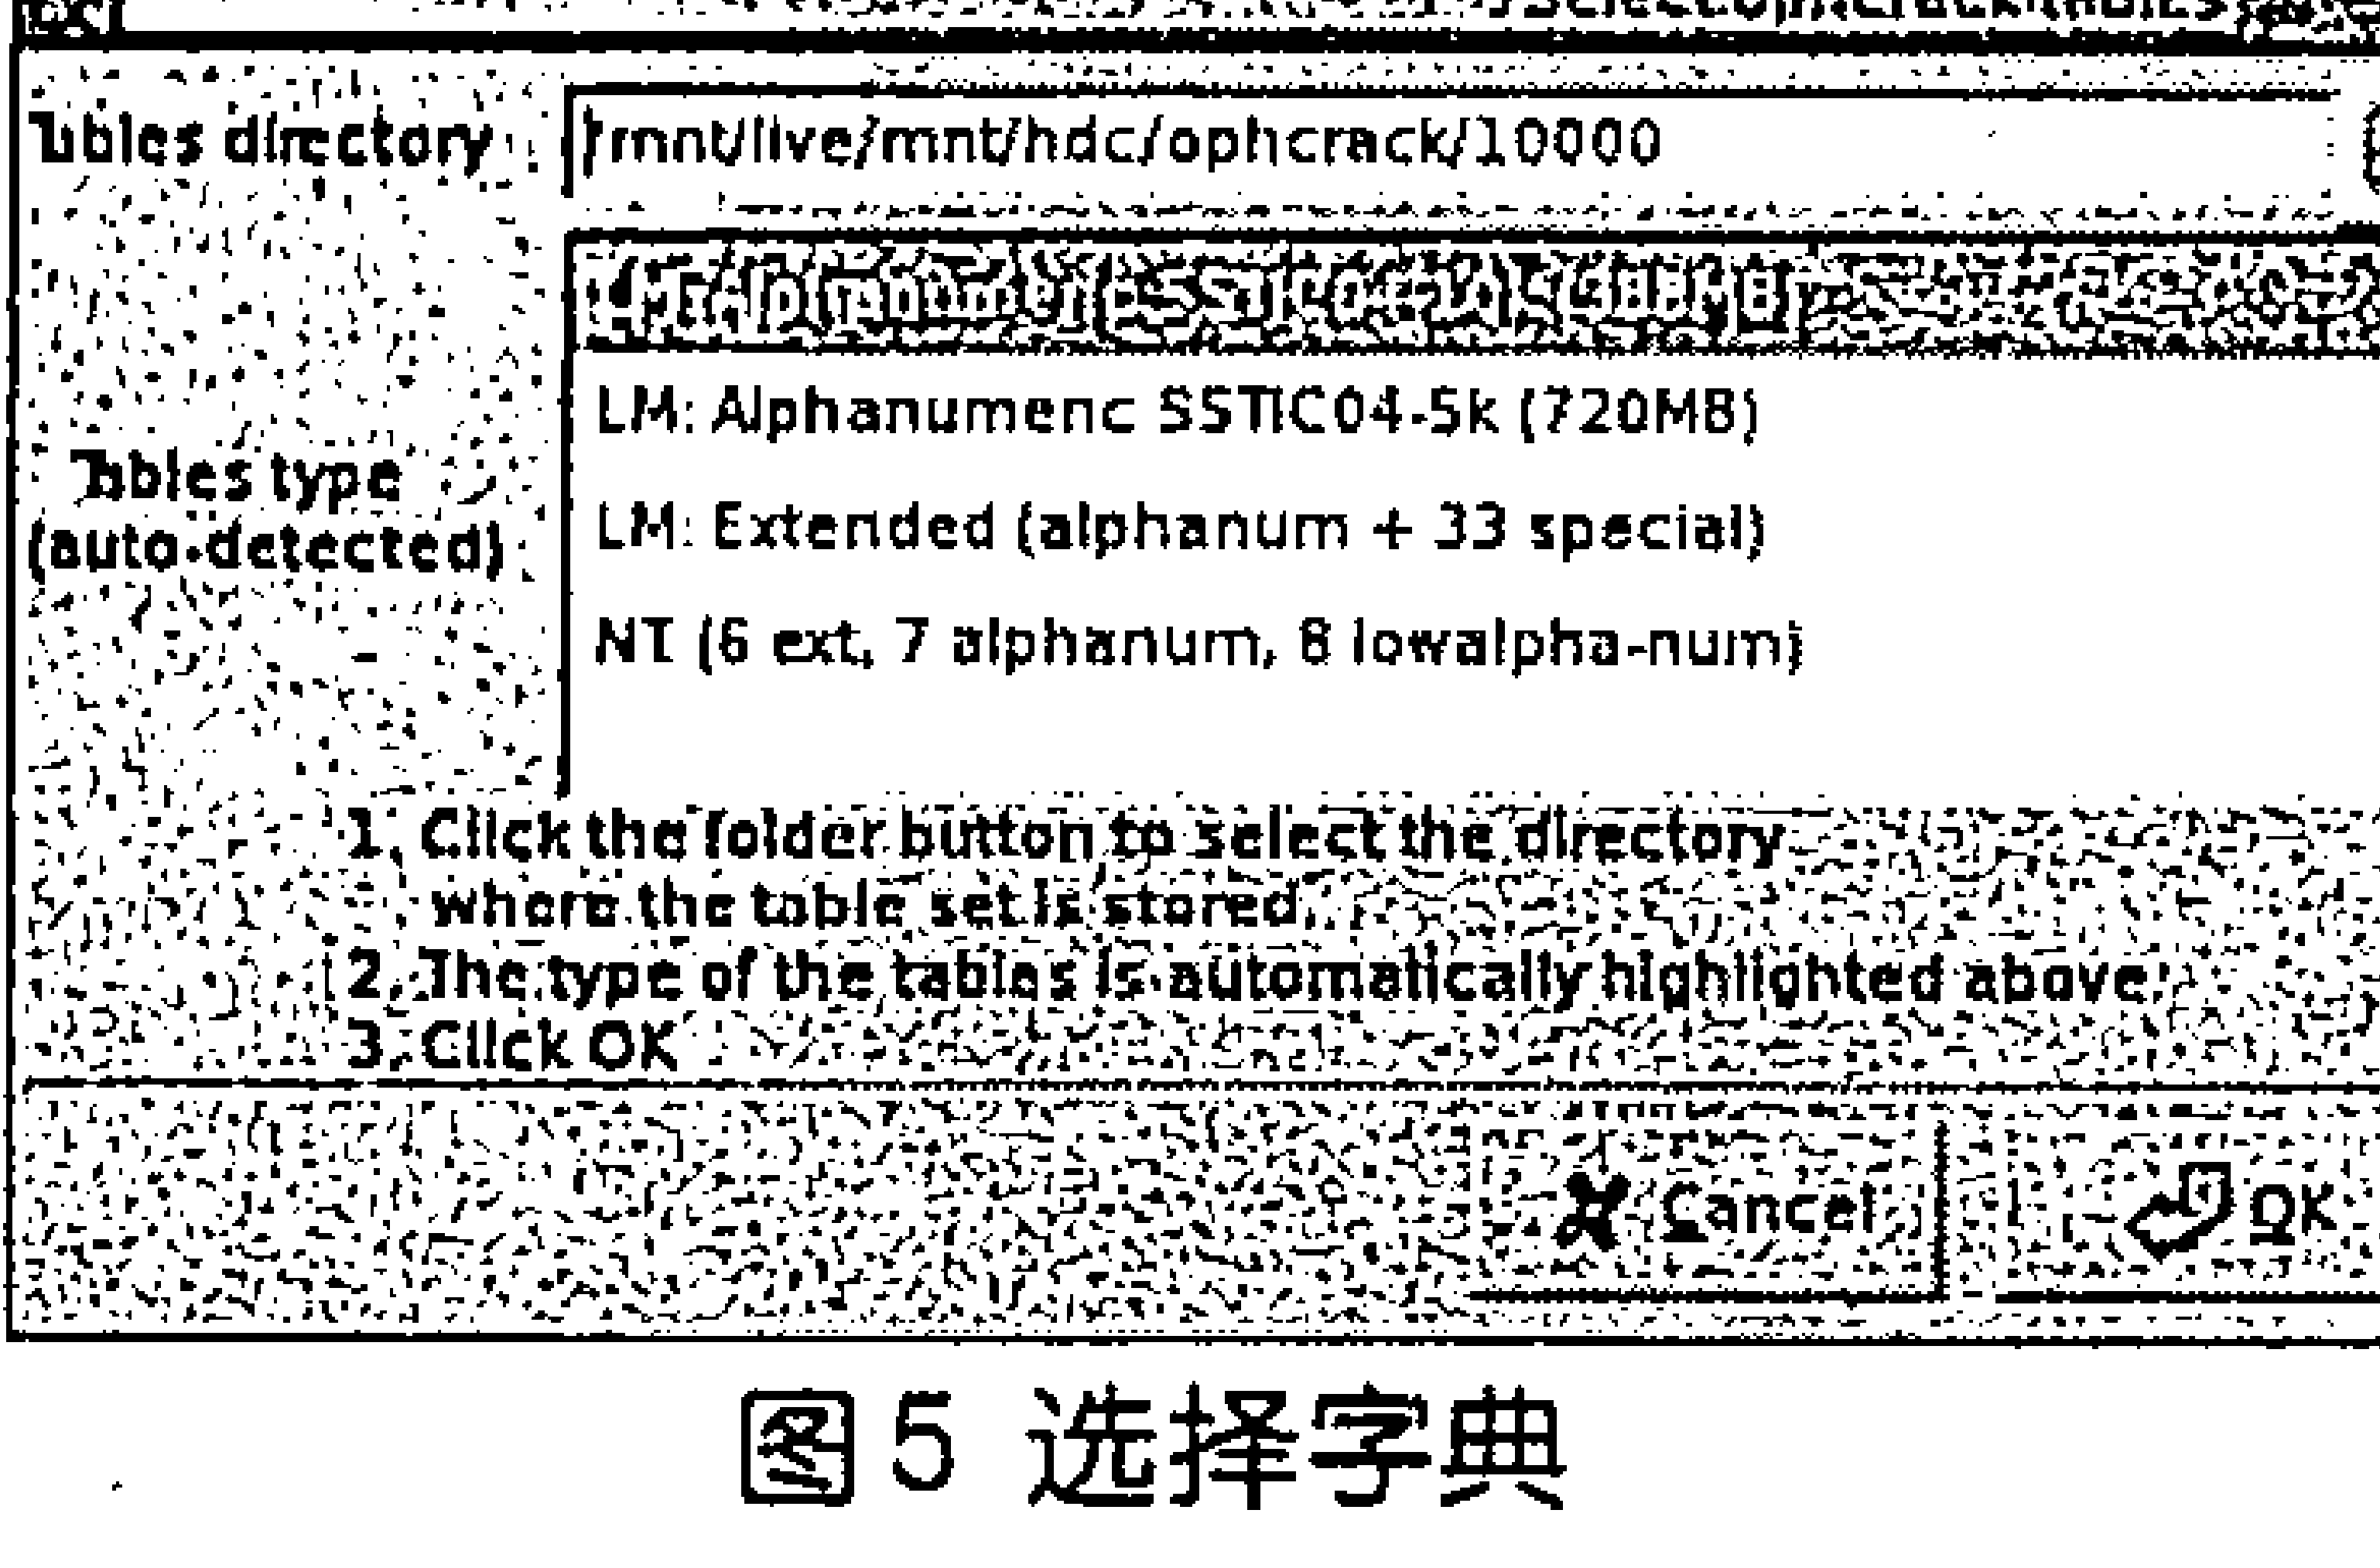 Tables directory
/mnt/live/mnt/hdc/ophcrack/10000
LM: Alphanumeric SSTIC04-5k (720MB)
LM: Extended (alphanum + 33 special)
Tables type
(auto-detected)
NT (6 ext, 7 alphanum, 8 lowalpha-num)
1. Click the folder button to select the directory
where the table set is stored.
2. The type of the tables is automatically highlighted above.
3. Click OK
Cancel
OK
图 5 选择字典